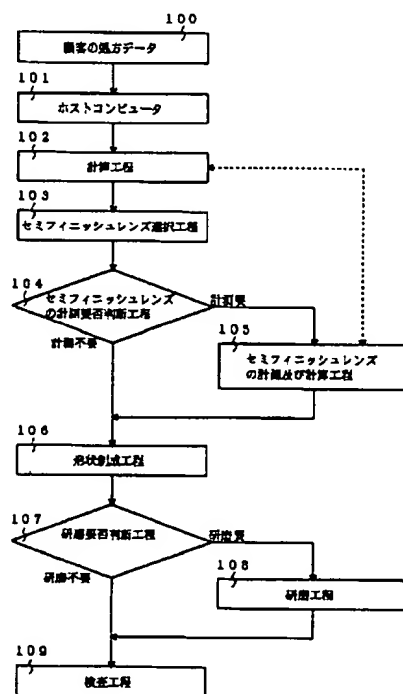 100
顧客の処方データ
101
ホストコンピュータ
102
計算工程
103
セミフィニッシュレンズ選択工程
104
セミフィニッシュレンズ
の計測要否判断工程
計測要
計測不要
105
セミフィニッシュレンズ
の計測及び計算工程
106
形状創成工程
107
研磨要否判断工程
研磨要
研磨不要
108
研磨工程
109
検査工程